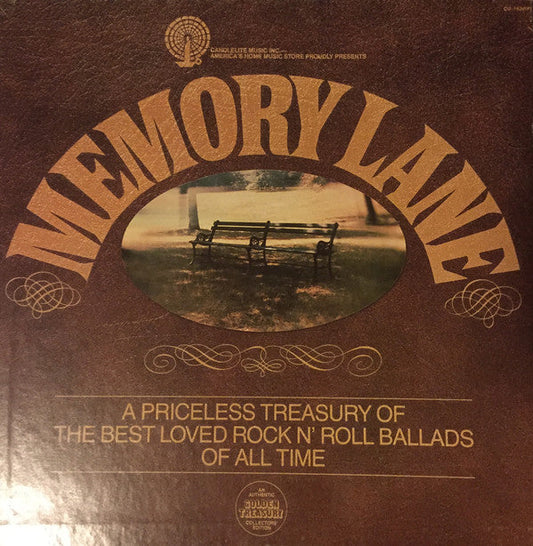 CANDLELITE MUSIC INC.—
AMERICA'S HOME MUSIC STORE PROUDLY PRESENTS
MEMORY LANE
A PRICELESS TREASURY OF
THE BEST LOVED ROCK N' ROLL BALLADS
OF ALL TIME
AN
AUTHENTIC
GOLDEN
TREASURE
COLLECTORS'
EDITION